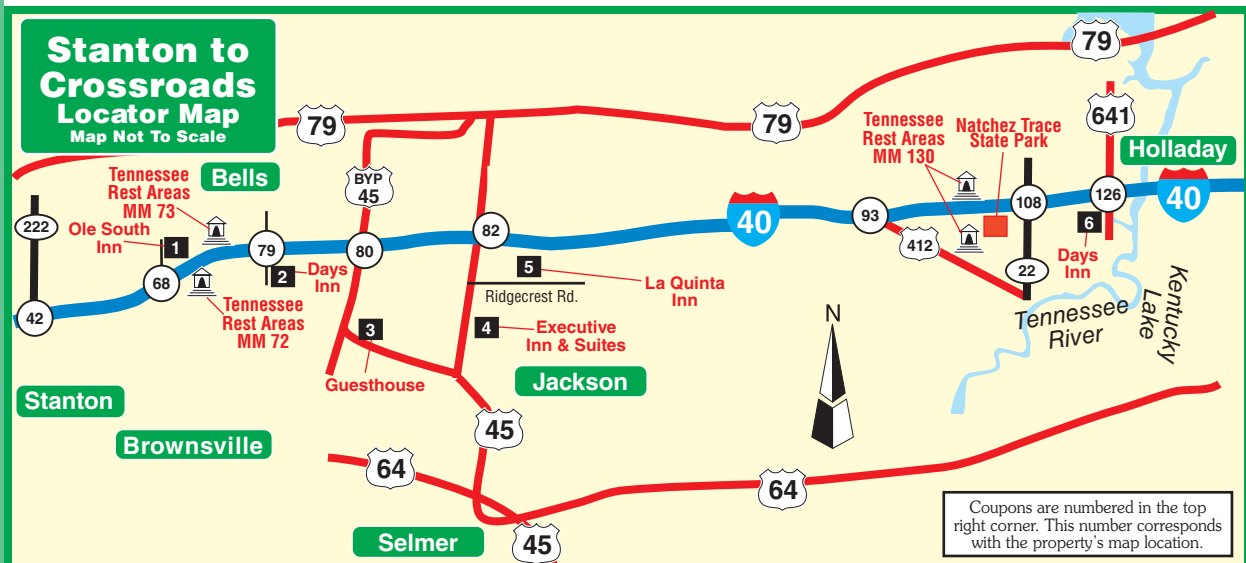 Stanton to
Crossroads
Locator Map
Map Not To Scale
79
79
79
641
Tennessee
Rest Areas
MM 130
Natchez Trace
State Park
Holladay
Bells
Tennessee
Rest Areas
MM 73
BYP
45
222
Ole South
Inn
1
68
42
79
2
Days
Inn
80
82
40
93
412
108
22
126
6
Days
Inn
40
Tennessee
Rest Areas
MM 72
5
La Quinta
Inn
Ridgecrest Rd.
3
Guesthouse
4
Executive
Inn & Suites
N
Tennessee
River
Kentucky
Lake
Stanton
Brownsville
Jackson
45
64
64
Selmer
45
Coupons are numbered in the top
right corner. This number corresponds
with the property's map location.